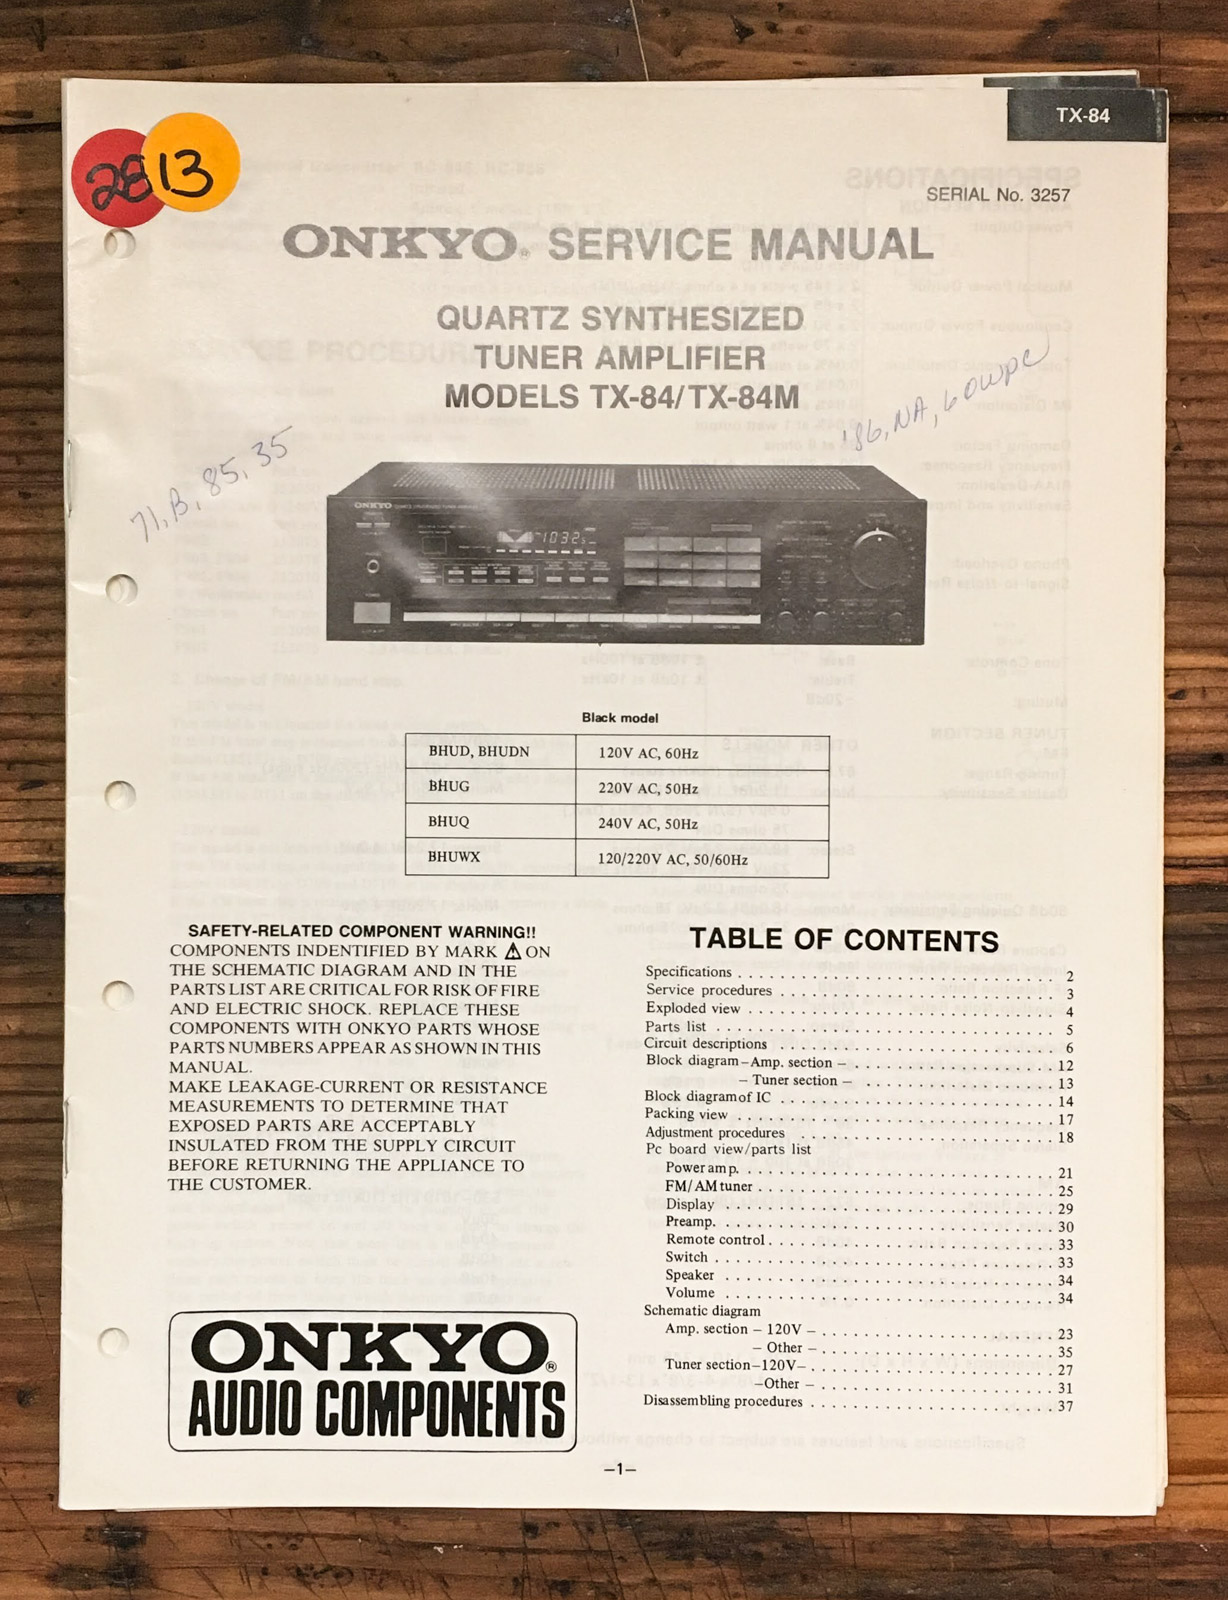 TX-84
28 13
SERIAL No. 3257
ONKYO® SERVICE MANUAL
QUARTZ SYNTHESIZED
TUNER AMPLIFIER
MODELS TX-84/TX-84M
'86, NA, 60WPC
71, B, 85, 35
ONKYO
1032
Black model
BHUD, BHUDN 120V AC, 60Hz
BHUG 220V AC, 50Hz
BHUQ 240V AC, 50Hz
BHUWX 120/220V AC, 50/60Hz
SAFETY-RELATED COMPONENT WARNING!!
COMPONENTS INDENTIFIED BY MARK ⚠ ON
THE SCHEMATIC DIAGRAM AND IN THE
PARTS LIST ARE CRITICAL FOR RISK OF FIRE
AND ELECTRIC SHOCK. REPLACE THESE
COMPONENTS WITH ONKYO PARTS WHOSE
PARTS NUMBERS APPEAR AS SHOWN IN THIS
MANUAL.
MAKE LEAKAGE-CURRENT OR RESISTANCE
MEASUREMENTS TO DETERMINE THAT
EXPOSED PARTS ARE ACCEPTABLY
INSULATED FROM THE SUPPLY CIRCUIT
BEFORE RETURNING THE APPLIANCE TO
THE CUSTOMER.
TABLE OF CONTENTS
Specifications . . . . . . . . . . 2
Service procedures . . . . . . . . . . 3
Exploded view . . . . . . . . . . 4
Parts list . . . . . . . . . . 5
Circuit descriptions . . . . . . . . . . 6
Block diagram – Amp. section – . . . . . . . . . . 12
– Tuner section – . . . . . . . . . . 13
Block diagram of IC . . . . . . . . . . 14
Packing view . . . . . . . . . . 17
Adjustment procedures . . . . . . . . . . 18
Pc board view/parts list
Power amp. . . . . . . . . . . 21
FM/AM tuner . . . . . . . . . . 25
Display . . . . . . . . . . 29
Preamp. . . . . . . . . . . 30
Remote control . . . . . . . . . . 33
Switch . . . . . . . . . . 33
Speaker . . . . . . . . . . 34
Volume . . . . . . . . . . 34
Schematic diagram
Amp. section – 120V – . . . . . . . . . . 23
– Other – . . . . . . . . . . 35
Tuner section –120V– . . . . . . . . . . 27
–Other – . . . . . . . . . . 31
Disassembling procedures . . . . . . . . . . 37
ONKYO®
AUDIO COMPONENTS
–1–